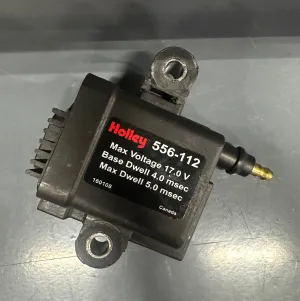 Holley 556-112
Max Voltage 17.0 V
Base Dwell 4.0 msec
Max Dwell 5.0 msec
Canada